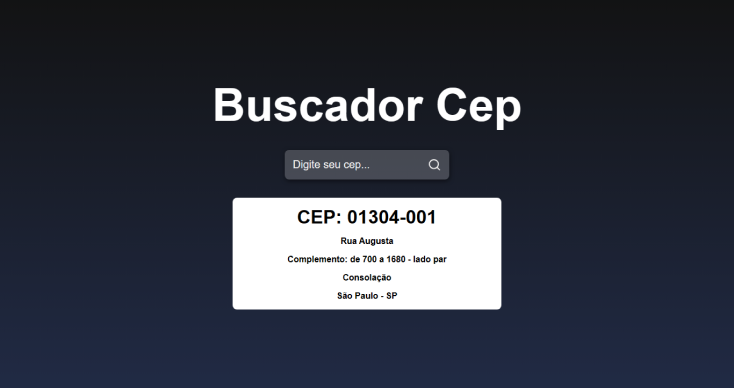 Buscador Cep
Digite seu cep...
CEP: 01304-001
Rua Augusta
Complemento: de 700 a 1680 - lado par
Consolação
São Paulo - SP